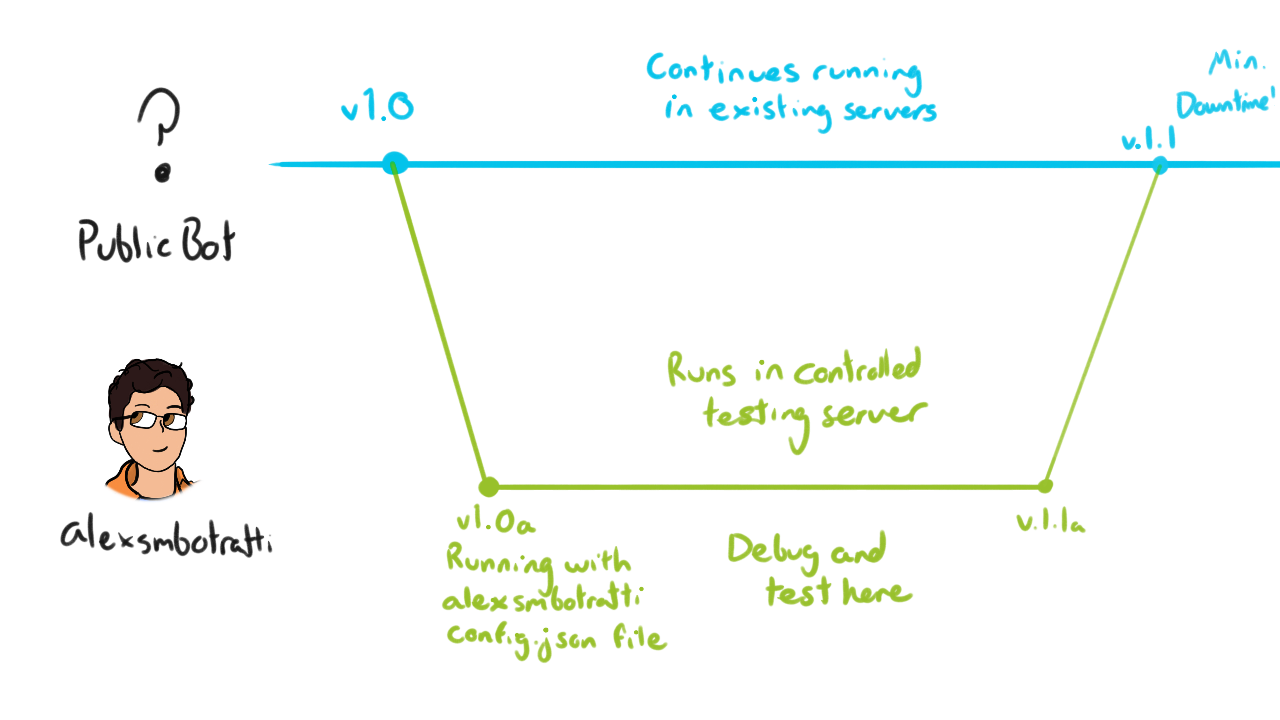 ?
Public Bot
alexsmbotratti
v1.0
Continues running
in existing servers
v.1.1
Min.
Downtime!
Runs in controlled
testing server
v1.0a
Running with
alexsmbotratti
config.json file
Debug and
test here
v.1.1a